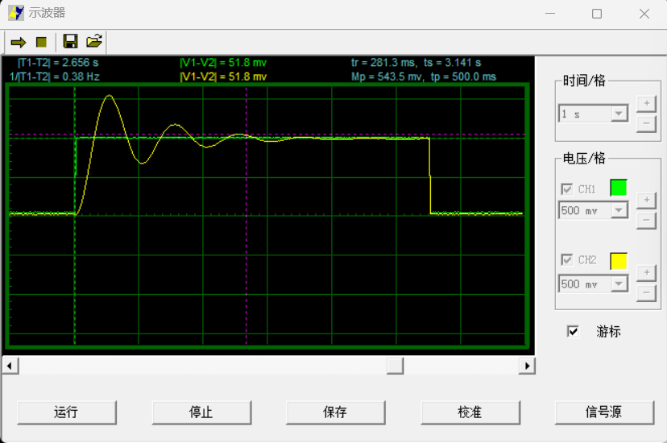 示波器
|T1-T2| = 2.656 s |V1-V2| = 51.8 mv tr = 281.3 ms, ts = 3.141 s
1/|T1-T2| = 0.38 Hz |V1-V2| = 51.8 mv Mp = 543.5 mv, tp = 500.0 ms
时间/格
1 s
+
−
电压/格
CH1
500 mv
+
−
CH2
500 mv
+
−
游标
运行 停止 保存 校准 信号源